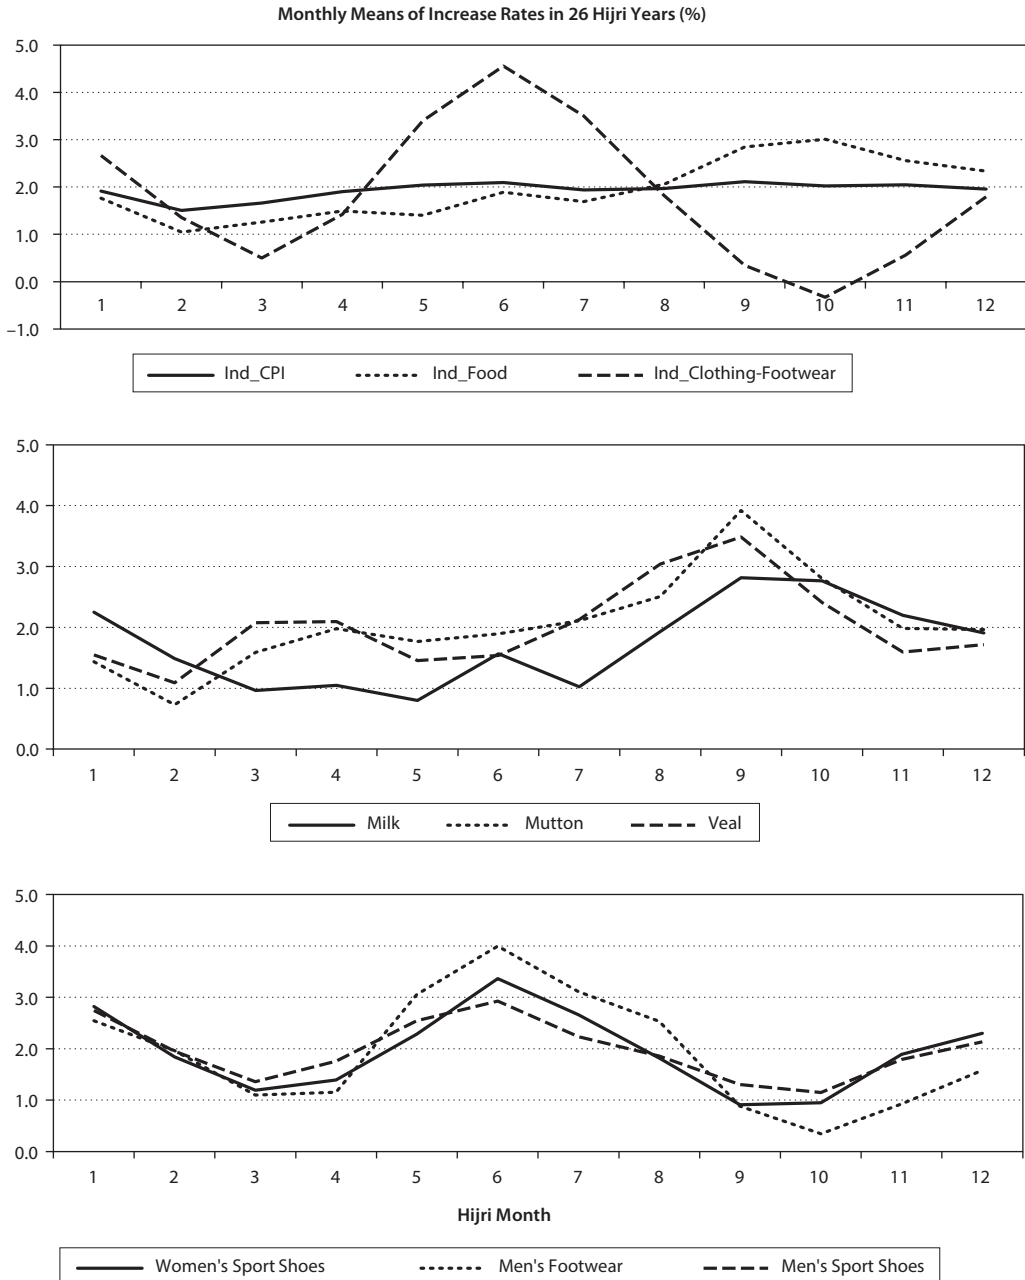 Monthly Means of Increase Rates in 26 Hijri Years (%)
5.0
4.0
3.0
2.0
1.0
0.0
–1.0
1 2 3 4 5 6 7 8 9 10 11 12
Ind_CPI Ind_Food Ind_Clothing-Footwear
5.0
4.0
3.0
2.0
1.0
0.0
1 2 3 4 5 6 7 8 9 10 11 12
Milk Mutton Veal
5.0
4.0
3.0
2.0
1.0
0.0
1 2 3 4 5 6 7 8 9 10 11 12
Hijri Month
Women's Sport Shoes Men's Footwear Men's Sport Shoes